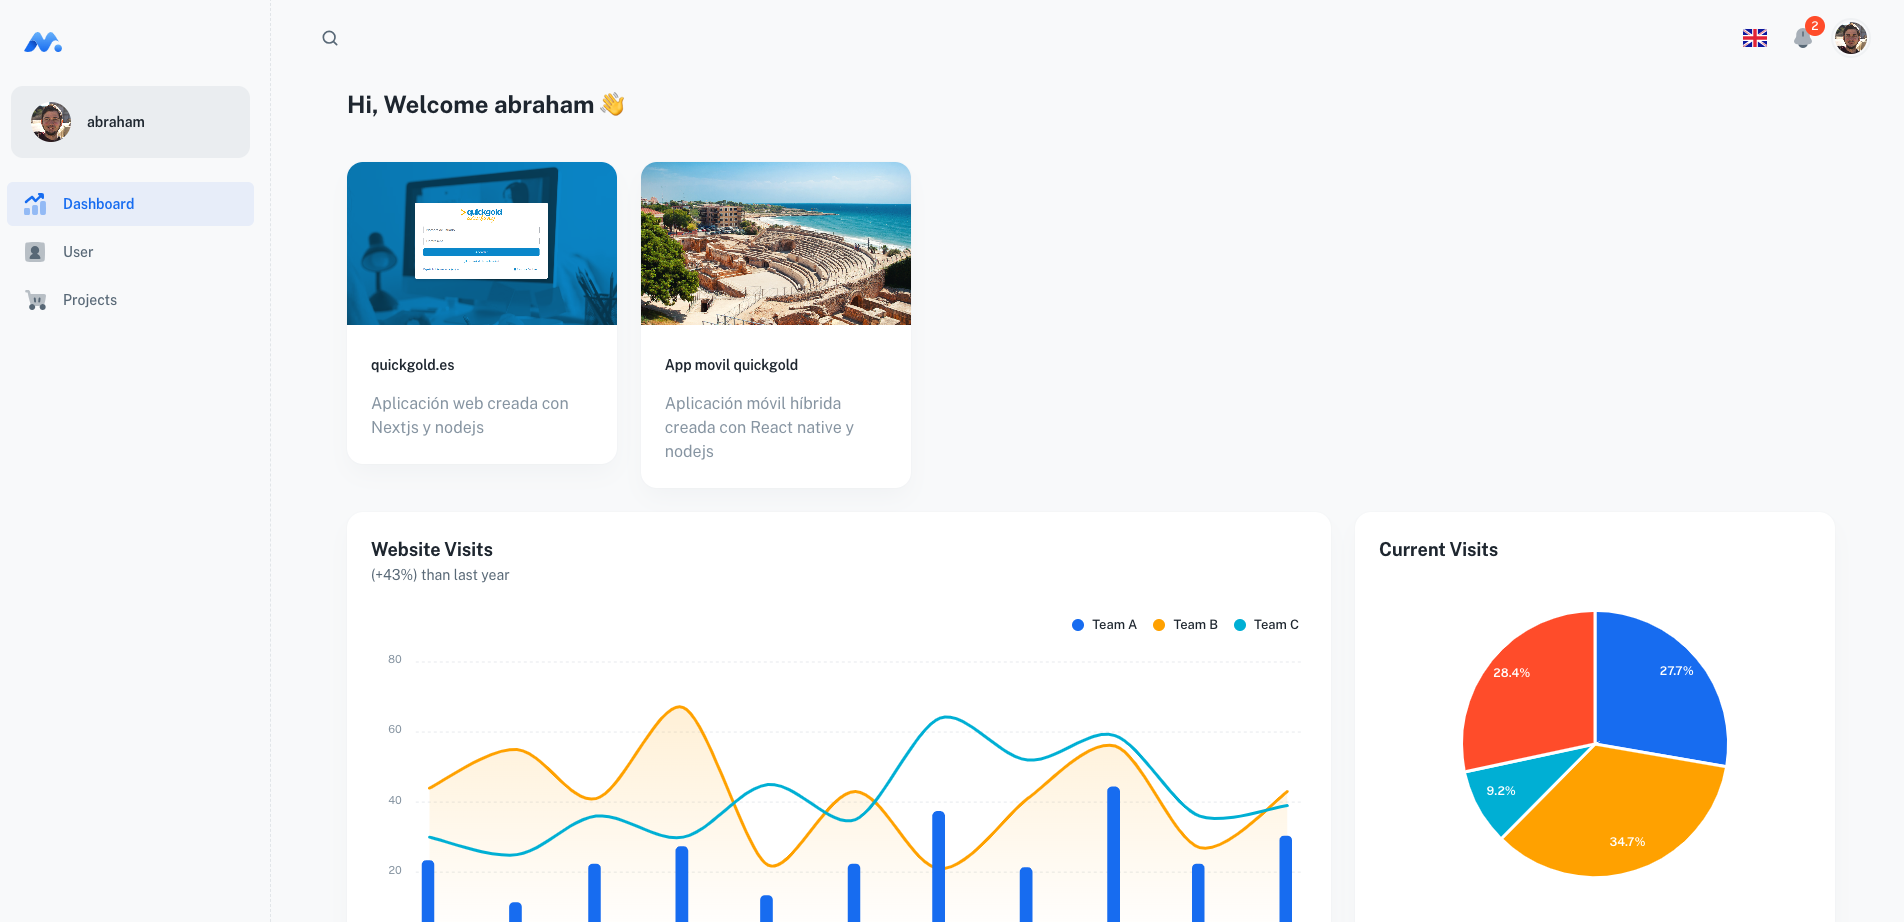 abraham
Dashboard
User
Projects
2
Hi, Welcome abraham 👋
quickgold
quickgold.es
Aplicación web creada con
Nextjs y nodejs
App movil quickgold
Aplicación móvil híbrida
creada con React native y
nodejs
Website Visits
(+43%) than last year
Team A
Team B
Team C
80
60
40
20
Current Visits
28.4%
27.7%
9.2%
34.7%